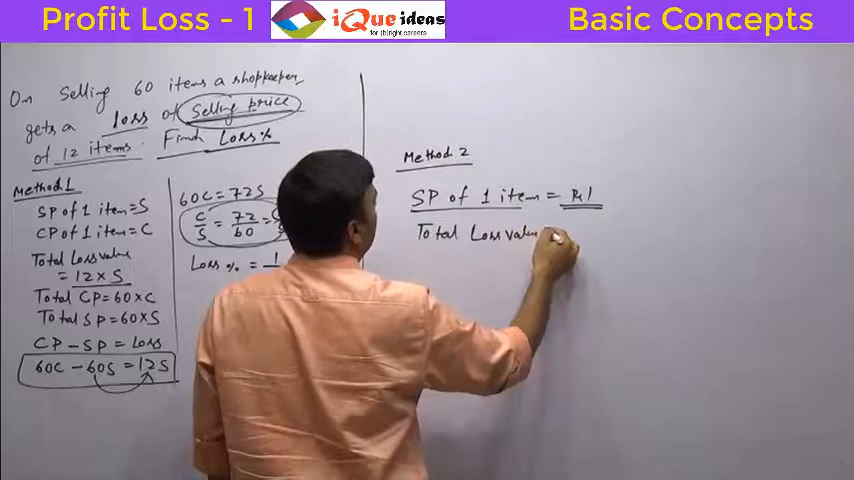 Profit Loss - 1
iQue ideas
for (b)right careers
Basic Concepts
On Selling 60 items a shopkeeper
gets a loss of Selling price
of 12 items. Find Loss%
Method 1
SP of 1 item = S
CP of 1 item = C
Total Loss value
= 12 × S
Total CP = 60 × C
Total SP = 60 × S
CP - SP = Loss
60C - 60S = 12S
60C = 72S
C/S = 72/60 =
Loss % = 1
Method 2
SP of 1 item = Rs 1
Total Loss value